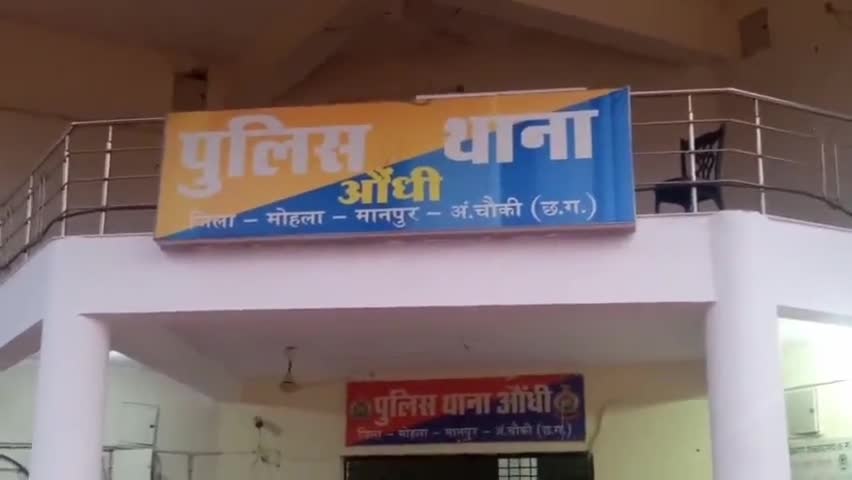 पुलिस थाना
औंधी
जिला - मोहला - मानपुर - अं.चौकी (छ.ग.)
पुलिस थाना औंधी
जिला - मोहला - मानपुर - अं.चौकी (छ.ग.)